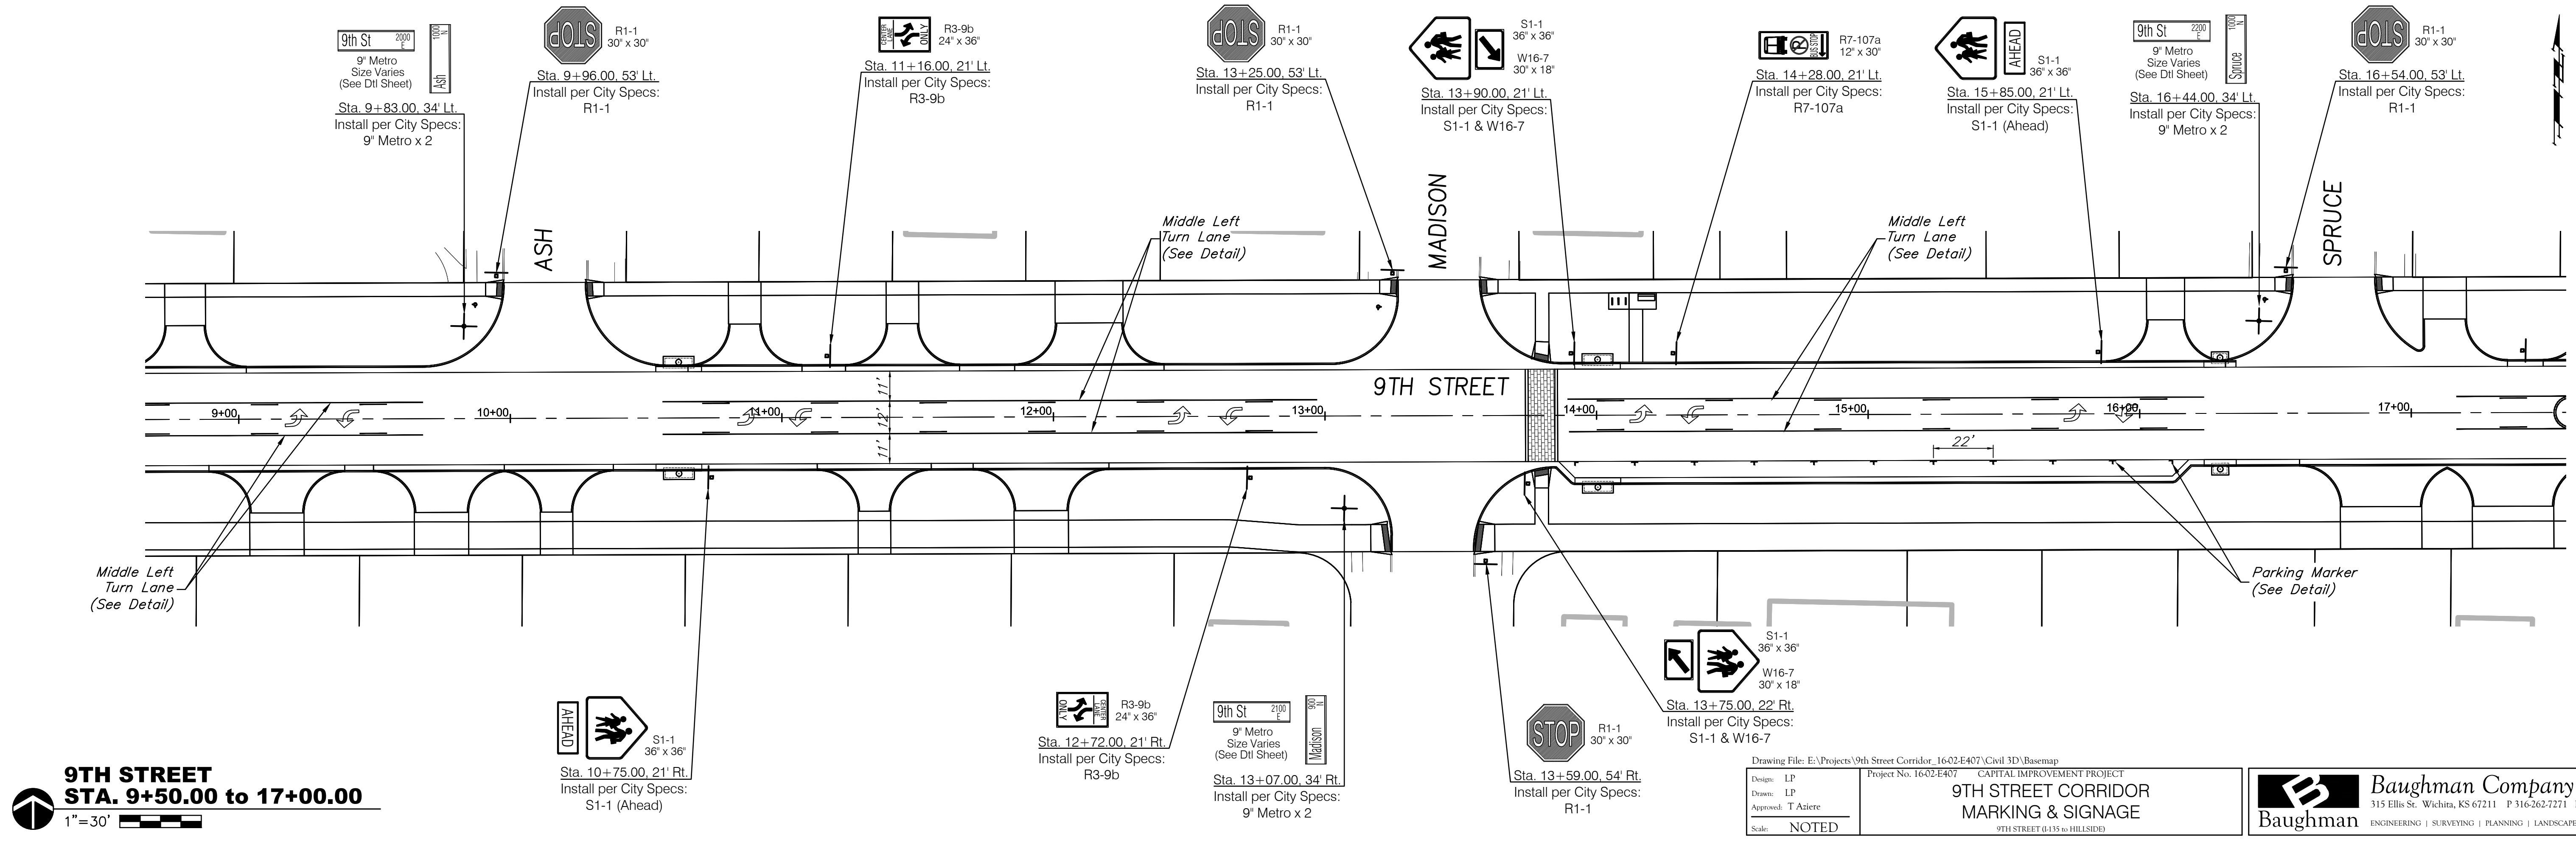 9th St 2000 E
1000 N
Ash
9" Metro
Size Varies
(See Dtl Sheet)
Sta. 9+83.00, 34' Lt.
Install per City Specs:
9" Metro x 2
STOP
R1-1
30" x 30"
Sta. 9+96.00, 53' Lt.
Install per City Specs:
R1-1
CENTER LANE
ONLY
R3-9b
24" x 36"
Sta. 11+16.00, 21' Lt.
Install per City Specs:
R3-9b
STOP
R1-1
30" x 30"
Sta. 13+25.00, 53' Lt.
Install per City Specs:
R1-1
S1-1
36" x 36"
W16-7
30" x 18"
Sta. 13+90.00, 21' Lt.
Install per City Specs:
S1-1 & W16-7
BUS STOP
R7-107a
12" x 30"
Sta. 14+28.00, 21' Lt.
Install per City Specs:
R7-107a
AHEAD
S1-1
36" x 36"
Sta. 15+85.00, 21' Lt.
Install per City Specs:
S1-1 (Ahead)
9th St 2200 E
1000 N
Spruce
9" Metro
Size Varies
(See Dtl Sheet)
Sta. 16+44.00, 34' Lt.
Install per City Specs:
9" Metro x 2
STOP
R1-1
30" x 30"
Sta. 16+54.00, 53' Lt.
Install per City Specs:
R1-1
ASH
MADISON
SPRUCE
Middle Left
Turn Lane
(See Detail)
Middle Left
Turn Lane
(See Detail)
9TH STREET
9+00
10+00
11+00
12+00
13+00
14+00
15+00
16+00
17+00
11'
12'
11'
22'
Middle Left
Turn Lane
(See Detail)
Parking Marker
(See Detail)
AHEAD
S1-1
36" x 36"
Sta. 10+75.00, 21' Rt.
Install per City Specs:
S1-1 (Ahead)
ONLY
CENTER LANE
R3-9b
24" x 36"
Sta. 12+72.00, 21' Rt.
Install per City Specs:
R3-9b
9th St 2100 E
900 N
Madison
9" Metro
Size Varies
(See Dtl Sheet)
Sta. 13+07.00, 34' Rt.
Install per City Specs:
9" Metro x 2
STOP
R1-1
30" x 30"
Sta. 13+59.00, 54' Rt.
Install per City Specs:
R1-1
S1-1
36" x 36"
W16-7
30" x 18"
Sta. 13+75.00, 22' Rt.
Install per City Specs:
S1-1 & W16-7
9TH STREET
STA. 9+50.00 to 17+00.00
1"=30'
Drawing File: E:\Projects\9th Street Corridor_16-02-E407\Civil 3D\Basemap
Design: LP
Drawn: LP
Approved: T Aziere
Scale: NOTED
Project No. 16-02-E407 CAPITAL IMPROVEMENT PROJECT
9TH STREET CORRIDOR
MARKING & SIGNAGE
9TH STREET (I-135 to HILLSIDE)
Baughman
Baughman Company
315 Ellis St. Wichita, KS 67211 P 316-262-7271
ENGINEERING | SURVEYING | PLANNING | LANDSCAPE